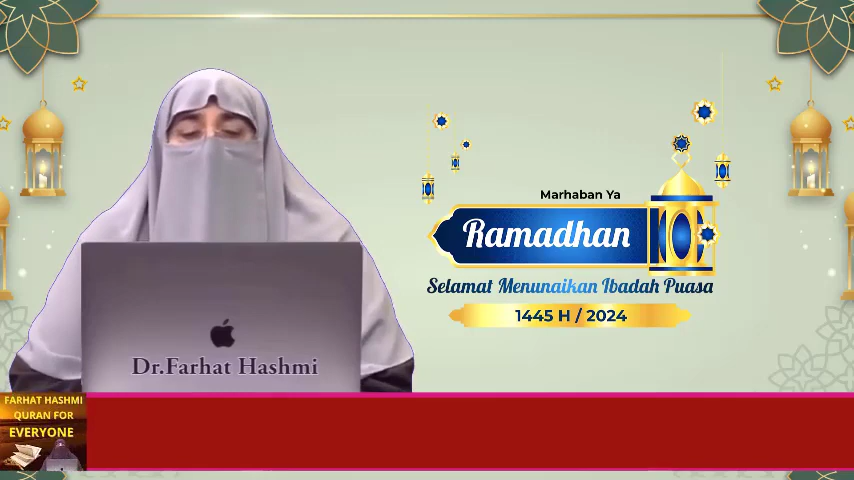 Marhaban Ya
Ramadhan
Selamat Menunaikan Ibadah Puasa
1445 H / 2024
Dr.Farhat Hashmi
FARHAT HASHMI
QURAN FOR
EVERYONE